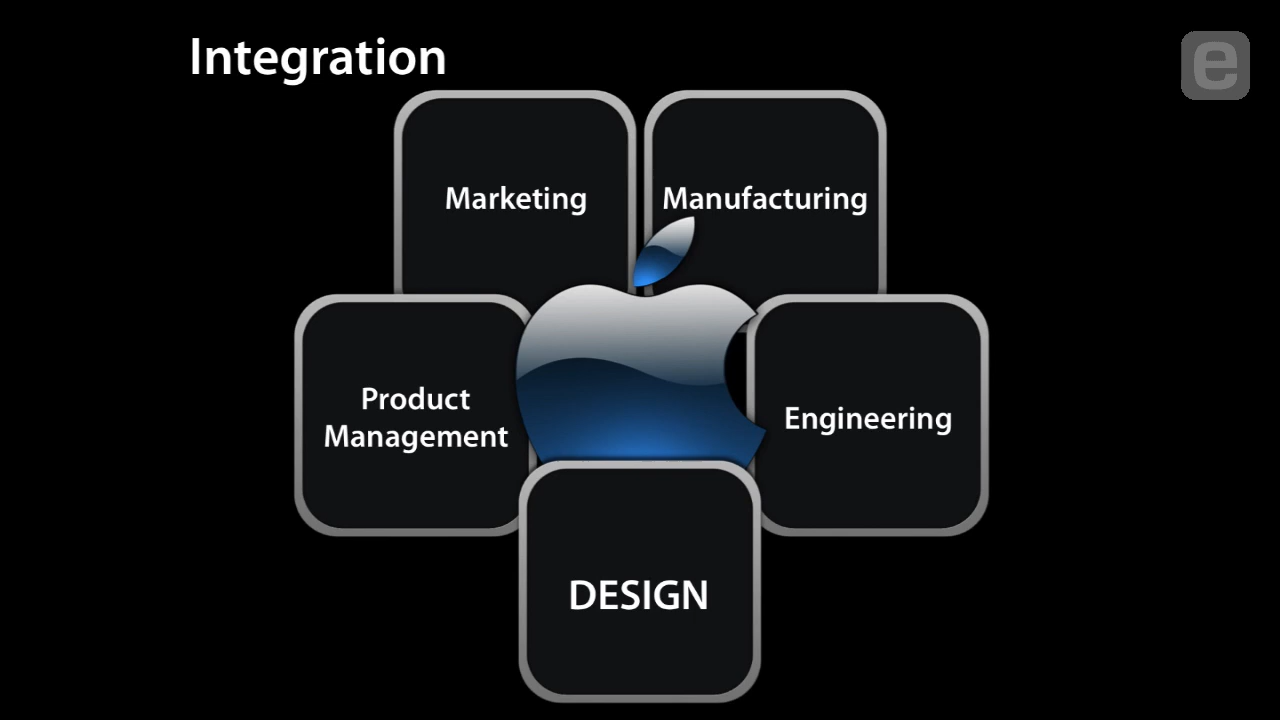 Integration
e
Marketing
Manufacturing
Product
Management
Engineering
DESIGN